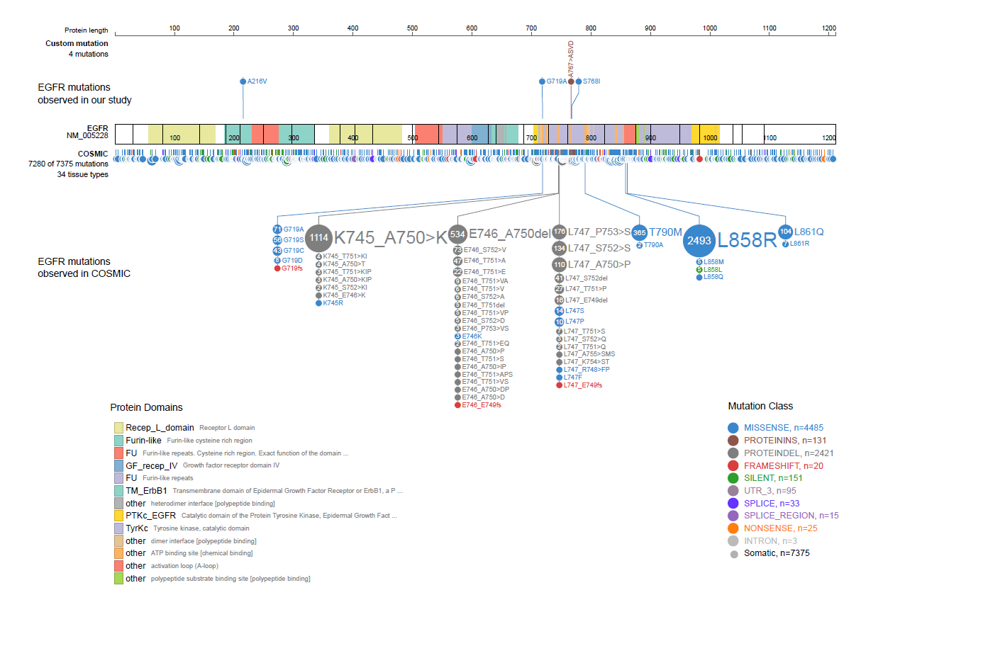 Protein length
100 200 300 400 500 600 700 800 900 1000 1100 1200
Custom mutation
4 mutations
EGFR mutations
observed in our study
A216V
G719A
A767>ASVD
S768I
EGFR
NM_005228
100 200 300 400 500 600 700 800 900 1000 1100 1200
COSMIC
7280 of 7375 mutations
34 tissue types
EGFR mutations
observed in COSMIC
71 G719A
56 G719S
43 G719C
6 G719D
G719fs
1114 K745_A750>K
4 K745_T751>KI
4 K745_A750>T
3 K745_T751>KIP
3 K745_A750>KIP
2 K745_S752>KI
K745_E746>K
K745R
534 E746_A750del
73 E746_S752>V
47 E746_T751>A
22 E746_T751>E
9 E746_T751>VA
6 E746_T751>V
6 E746_S752>A
5 E746_T751del
5 E746_T751>VP
5 E746_S752>D
3 E746_P753>VS
3 E746K
2 E746_T751>EQ
E746_A750>P
E746_T751>S
E746_A750>IP
E746_T751>APS
E746_T751>VS
E746_A750>DP
E746_A750>D
E746_E749fs
176 L747_P753>S
134 L747_S752>S
110 L747_A750>P
41 L747_S752del
27 L747_T751>P
16 L747_E749del
14 L747S
10 L747P
7 L747_T751>S
3 L747_S752>Q
2 L747_T751>Q
L747_A755>SMS
L747_K754>ST
L747_R748>FP
L747F
L747_E749fs
365 T790M
2 T790A
2493 L858R
5 L858M
5 L858L
L858Q
104 L861Q
7 L861R
Protein Domains
Recep_L_domain Receptor L domain
Furin-like Furin-like cysteine rich region
FU Furin-like repeats. Cysteine rich region. Exact function of the domain ...
GF_recep_IV Growth factor receptor domain IV
FU Furin-like repeats
TM_ErbB1 Transmembrane domain of Epidermal Growth Factor Receptor or ErbB1, a P ...
other heterodimer interface [polypeptide binding]
PTKc_EGFR Catalytic domain of the Protein Tyrosine Kinase, Epidermal Growth Fact ...
TyrKc Tyrosine kinase, catalytic domain
other dimer interface [polypeptide binding]
other ATP binding site [chemical binding]
other activation loop (A-loop)
other polypeptide substrate binding site [polypeptide binding]
Mutation Class
MISSENSE, n=4485
PROTEININS, n=131
PROTEINDEL, n=2421
FRAMESHIFT, n=20
SILENT, n=151
UTR_3, n=95
SPLICE, n=33
SPLICE_REGION, n=15
NONSENSE, n=25
INTRON, n=3
Somatic, n=7375